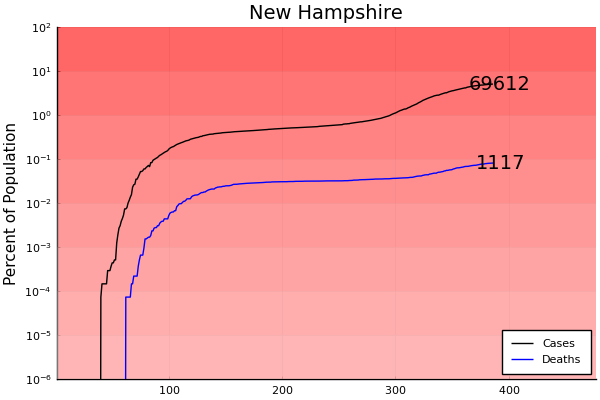 New Hampshire
Percent of Population
10²
10¹
10⁰
10⁻¹
10⁻²
10⁻³
10⁻⁴
10⁻⁵
10⁻⁶
69612
1117
Cases
Deaths
100 200 300 400